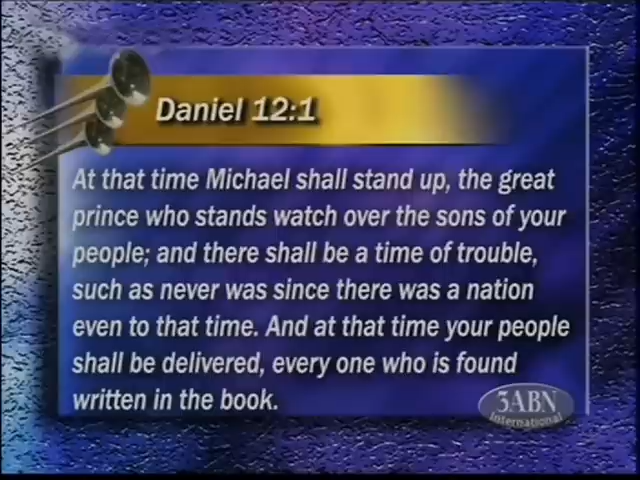 Daniel 12:1
At that time Michael shall stand up, the great
prince who stands watch over the sons of your
people; and there shall be a time of trouble,
such as never was since there was a nation
even to that time. And at that time your people
shall be delivered, every one who is found
written in the book.
3ABN
International